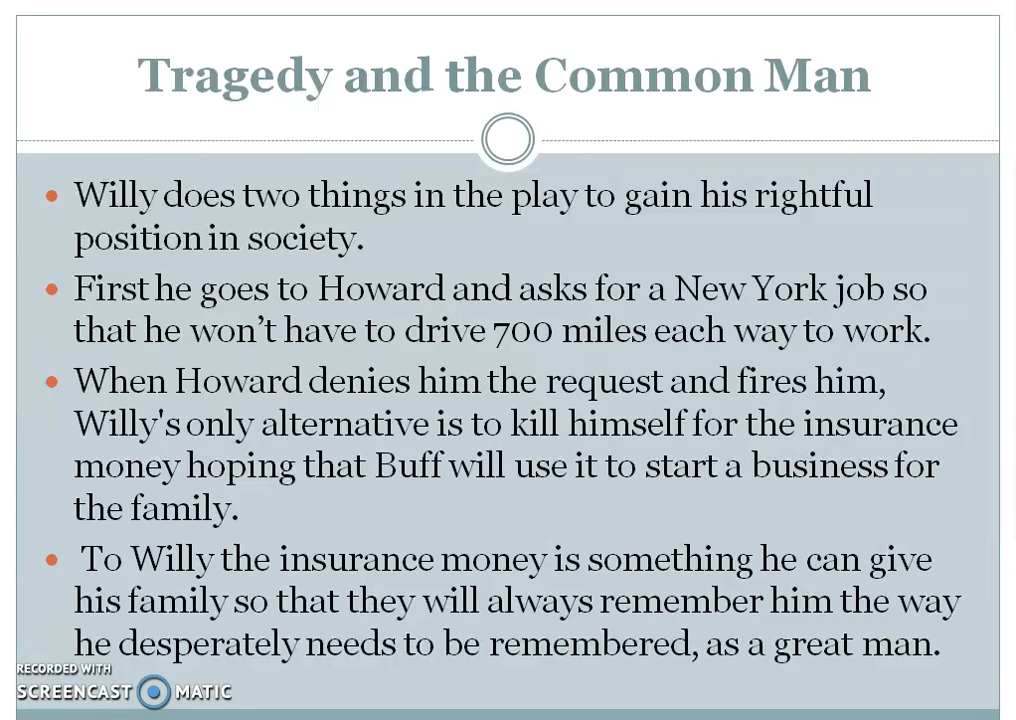 Tragedy and the Common Man
Willy does two things in the play to gain his rightful
position in society.
First he goes to Howard and asks for a New York job so
that he won't have to drive 700 miles each way to work.
When Howard denies him the request and fires him,
Willy's only alternative is to kill himself for the insurance
money hoping that Buff will use it to start a business for
the family.
To Willy the insurance money is something he can give
his family so that they will always remember him the way
he desperately needs to be remembered, as a great man.
RECORDED WITH
SCREENCAST MATIC